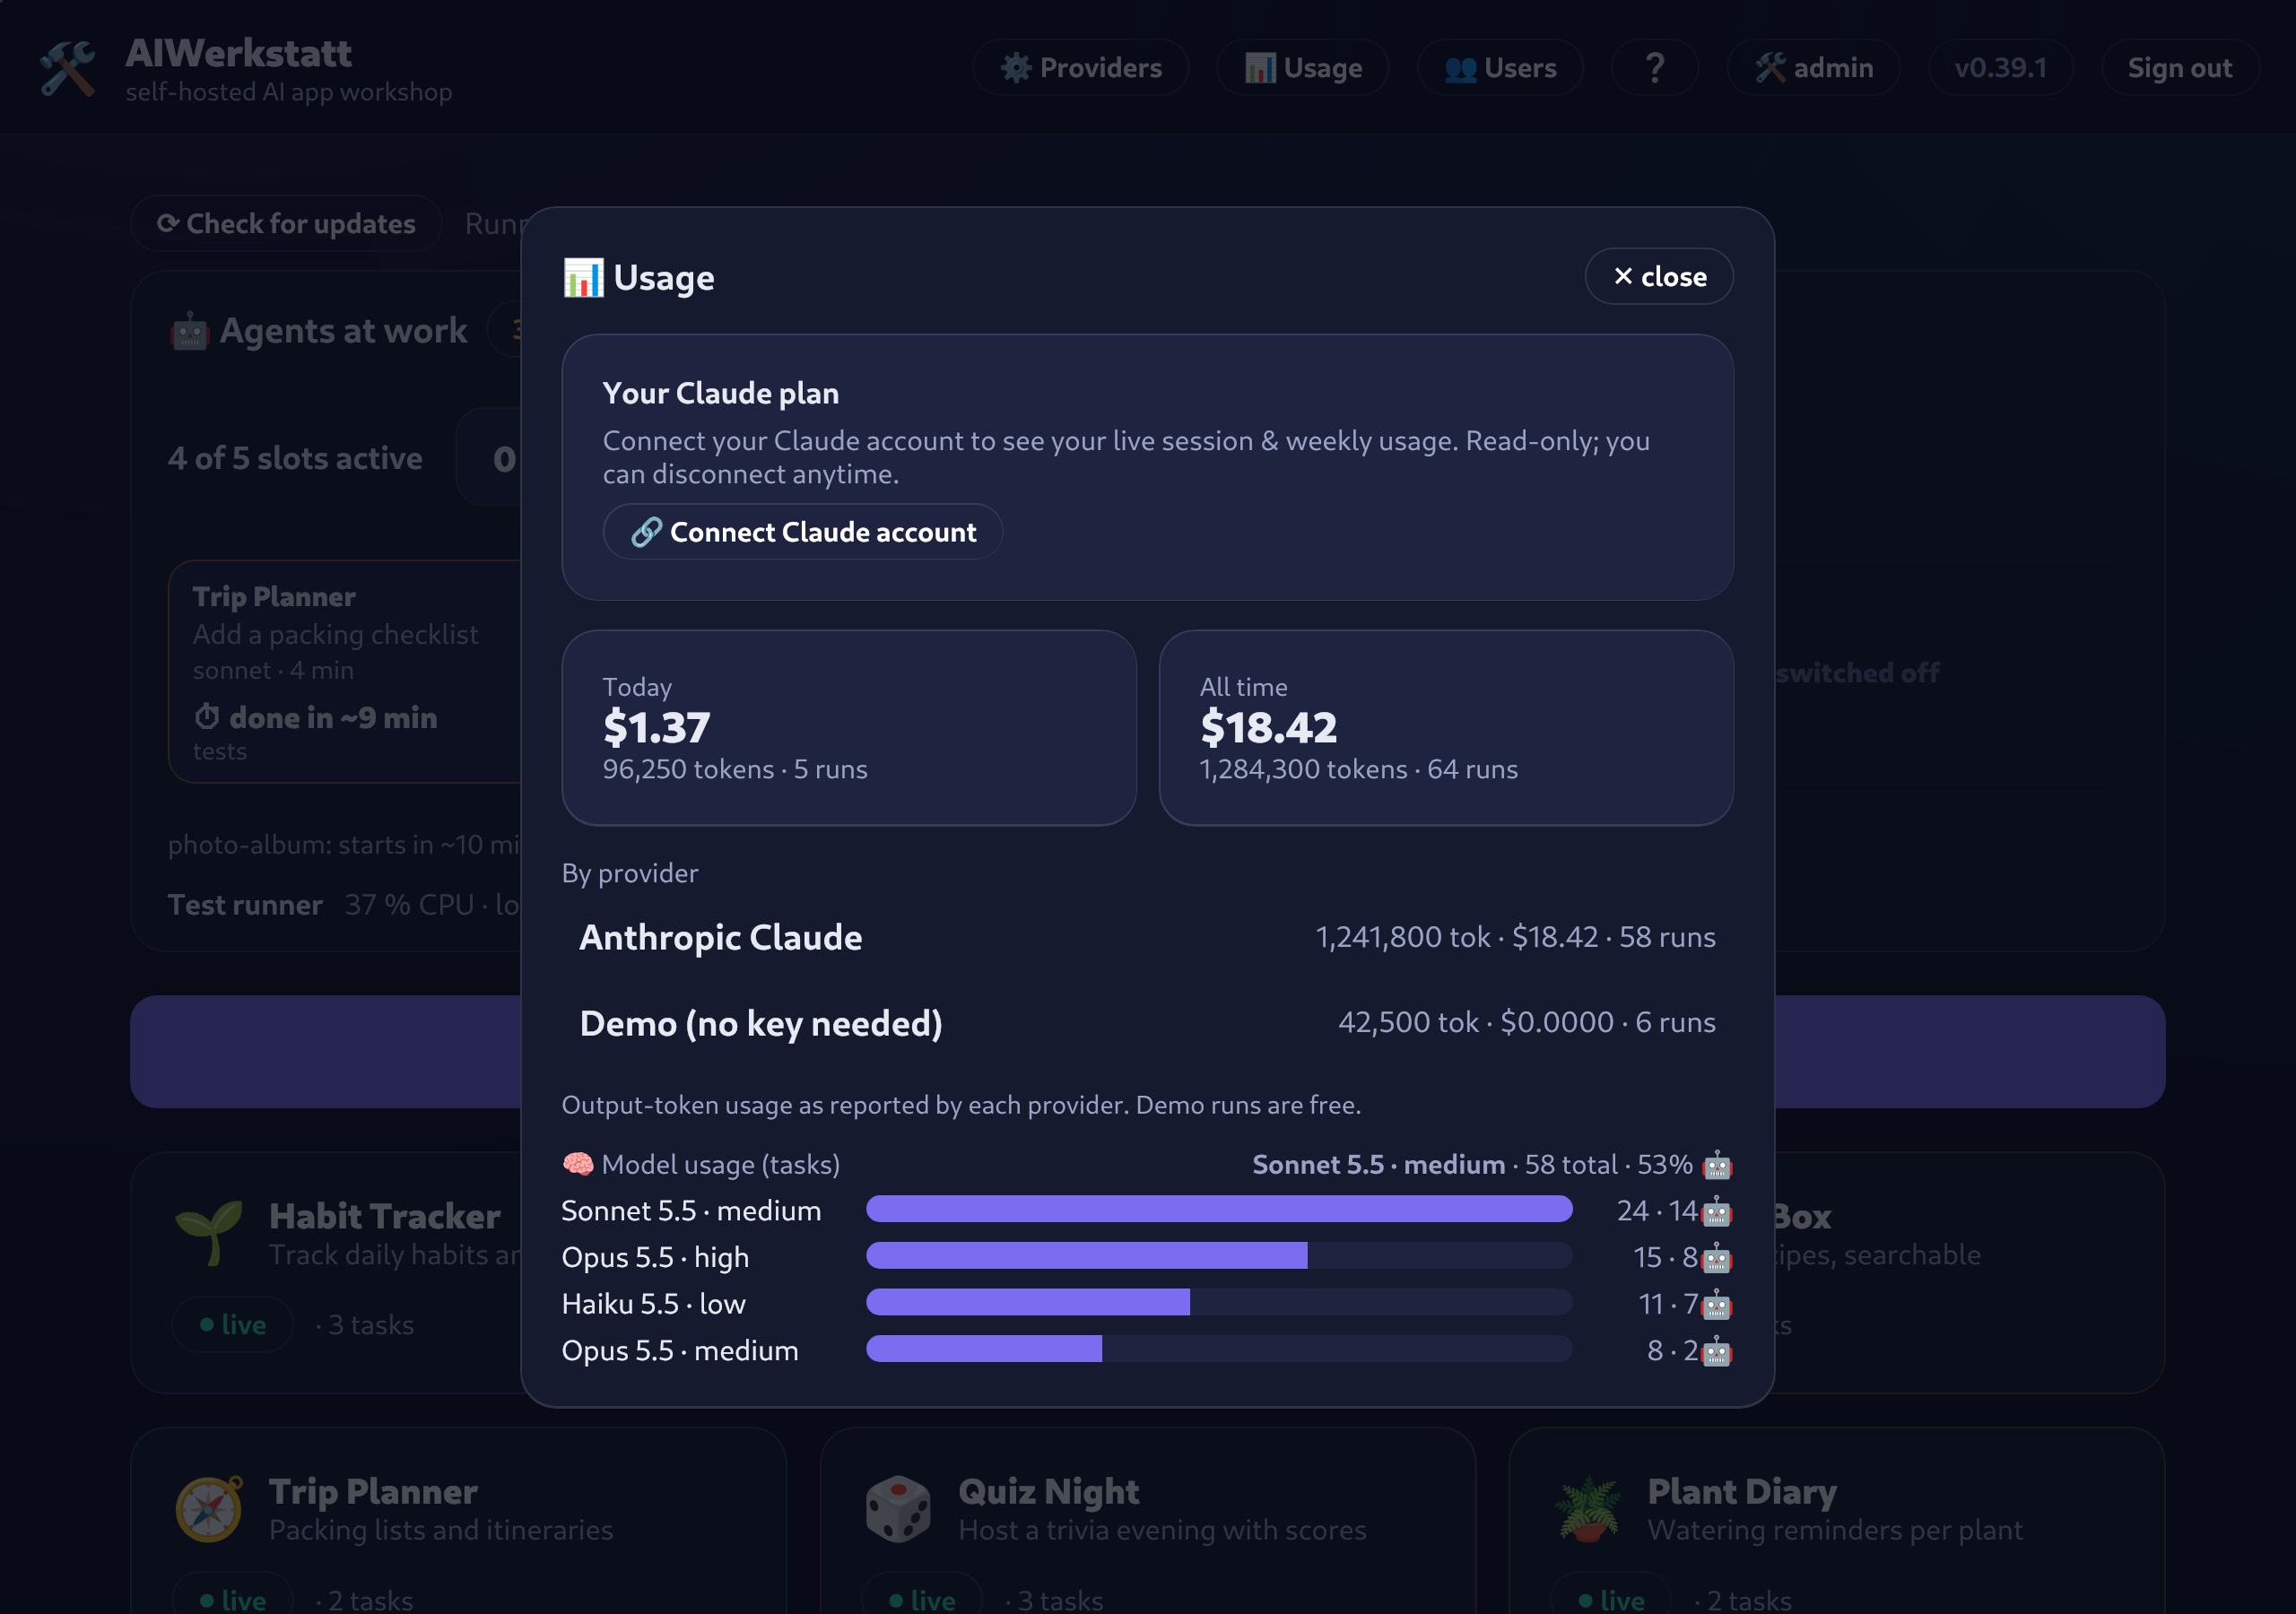 AIWerkstatt
self-hosted AI app workshop
Providers
Usage
Users
?
admin
v0.39.1
Sign out
Check for updates
Agents at work
4 of 5 slots active
0
Trip Planner
Add a packing checklist
sonnet · 4 min
done in ~9 min
tests
photo-album: starts in ~10
Test runner 37 % CPU ·
switched off
Usage
✕ close
Your Claude plan
Connect your Claude account to see your live session & weekly usage. Read-only; you
can disconnect anytime.
Connect Claude account
Today
$1.37
96,250 tokens · 5 runs
All time
$18.42
1,284,300 tokens · 64 runs
By provider
Anthropic Claude
1,241,800 tok · $18.42 · 58 runs
Demo (no key needed)
42,500 tok · $0.0000 · 6 runs
Output-token usage as reported by each provider. Demo runs are free.
Model usage (tasks)
Sonnet 5.5 · medium · 58 total · 53%
Sonnet 5.5 · medium 24 · 14
Opus 5.5 · high 15 · 8
Haiku 5.5 · low 11 · 7
Opus 5.5 · medium 8 · 2
Habit Tracker
Track daily habits
live · 3 tasks
Box
searchable
Trip Planner
Packing lists and itineraries
live · 2 tasks
Quiz Night
Host a trivia evening with scores
live · 3 tasks
Plant Diary
Watering reminders per plant
live · 2 tasks